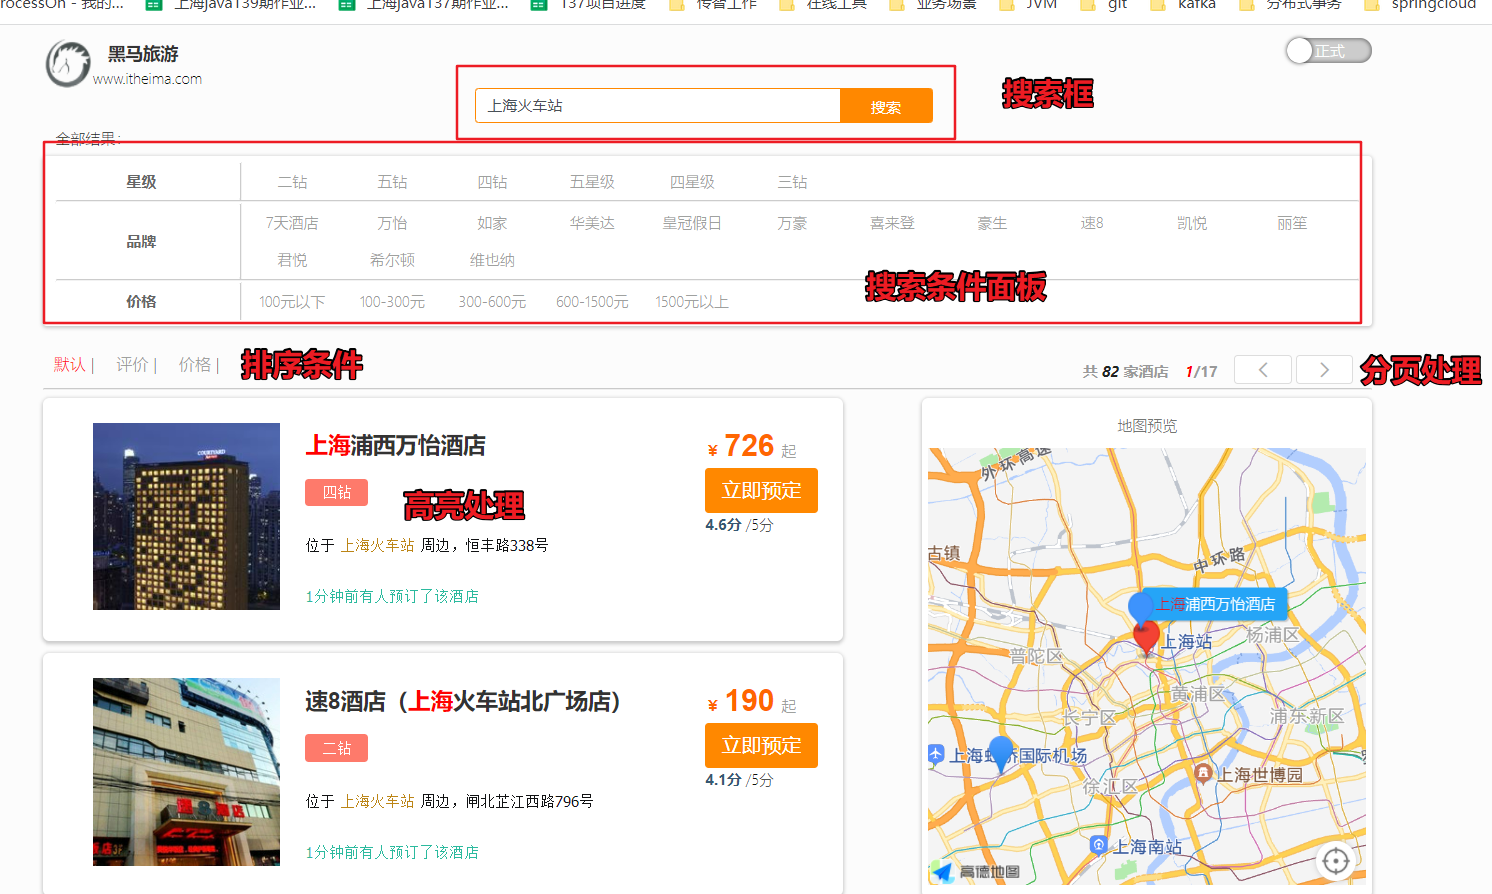 rocessOn - 我的...
上海Java139期作业...
上海java137期作业...
137项目进度
传智工作
在线工具
业务场景
JVM
git
kafka
分布式事务
springcloud
黑马旅游
www.itheima.com
正式
上海火车站
搜索
搜索框
全部结果:
星级 二钻 五钻 四钻 五星级 四星级 三钻
品牌 7天酒店 万怡 如家 华美达 皇冠假日 万豪 喜来登 豪生 速8 凯悦 丽笙
君悦 希尔顿 维也纳
搜索条件面板
价格 100元以下 100-300元 300-600元 600-1500元 1500元以上
默认 | 评价 | 价格 |
排序条件
共 82 家酒店 1/17
分页处理
上海浦西万怡酒店
¥ 726 起
四钻
高亮处理
立即预定
4.6分 /5分
位于 上海火车站 周边，恒丰路338号
1分钟前有人预订了该酒店
COURTYARD
速8酒店（上海火车站北广场店）
¥ 190 起
二钻
立即预定
4.1分 /5分
位于 上海火车站 周边，闸北芷江西路796号
1分钟前有人预订了该酒店
地图预览
外环高速
古镇
中环路
上海浦西万怡酒店
杨浦区
上海站
普陀区
黄浦区
长宁区
浦东新区
上海虹桥国际机场
上海世博园
徐汇区
上海南站
高德地图